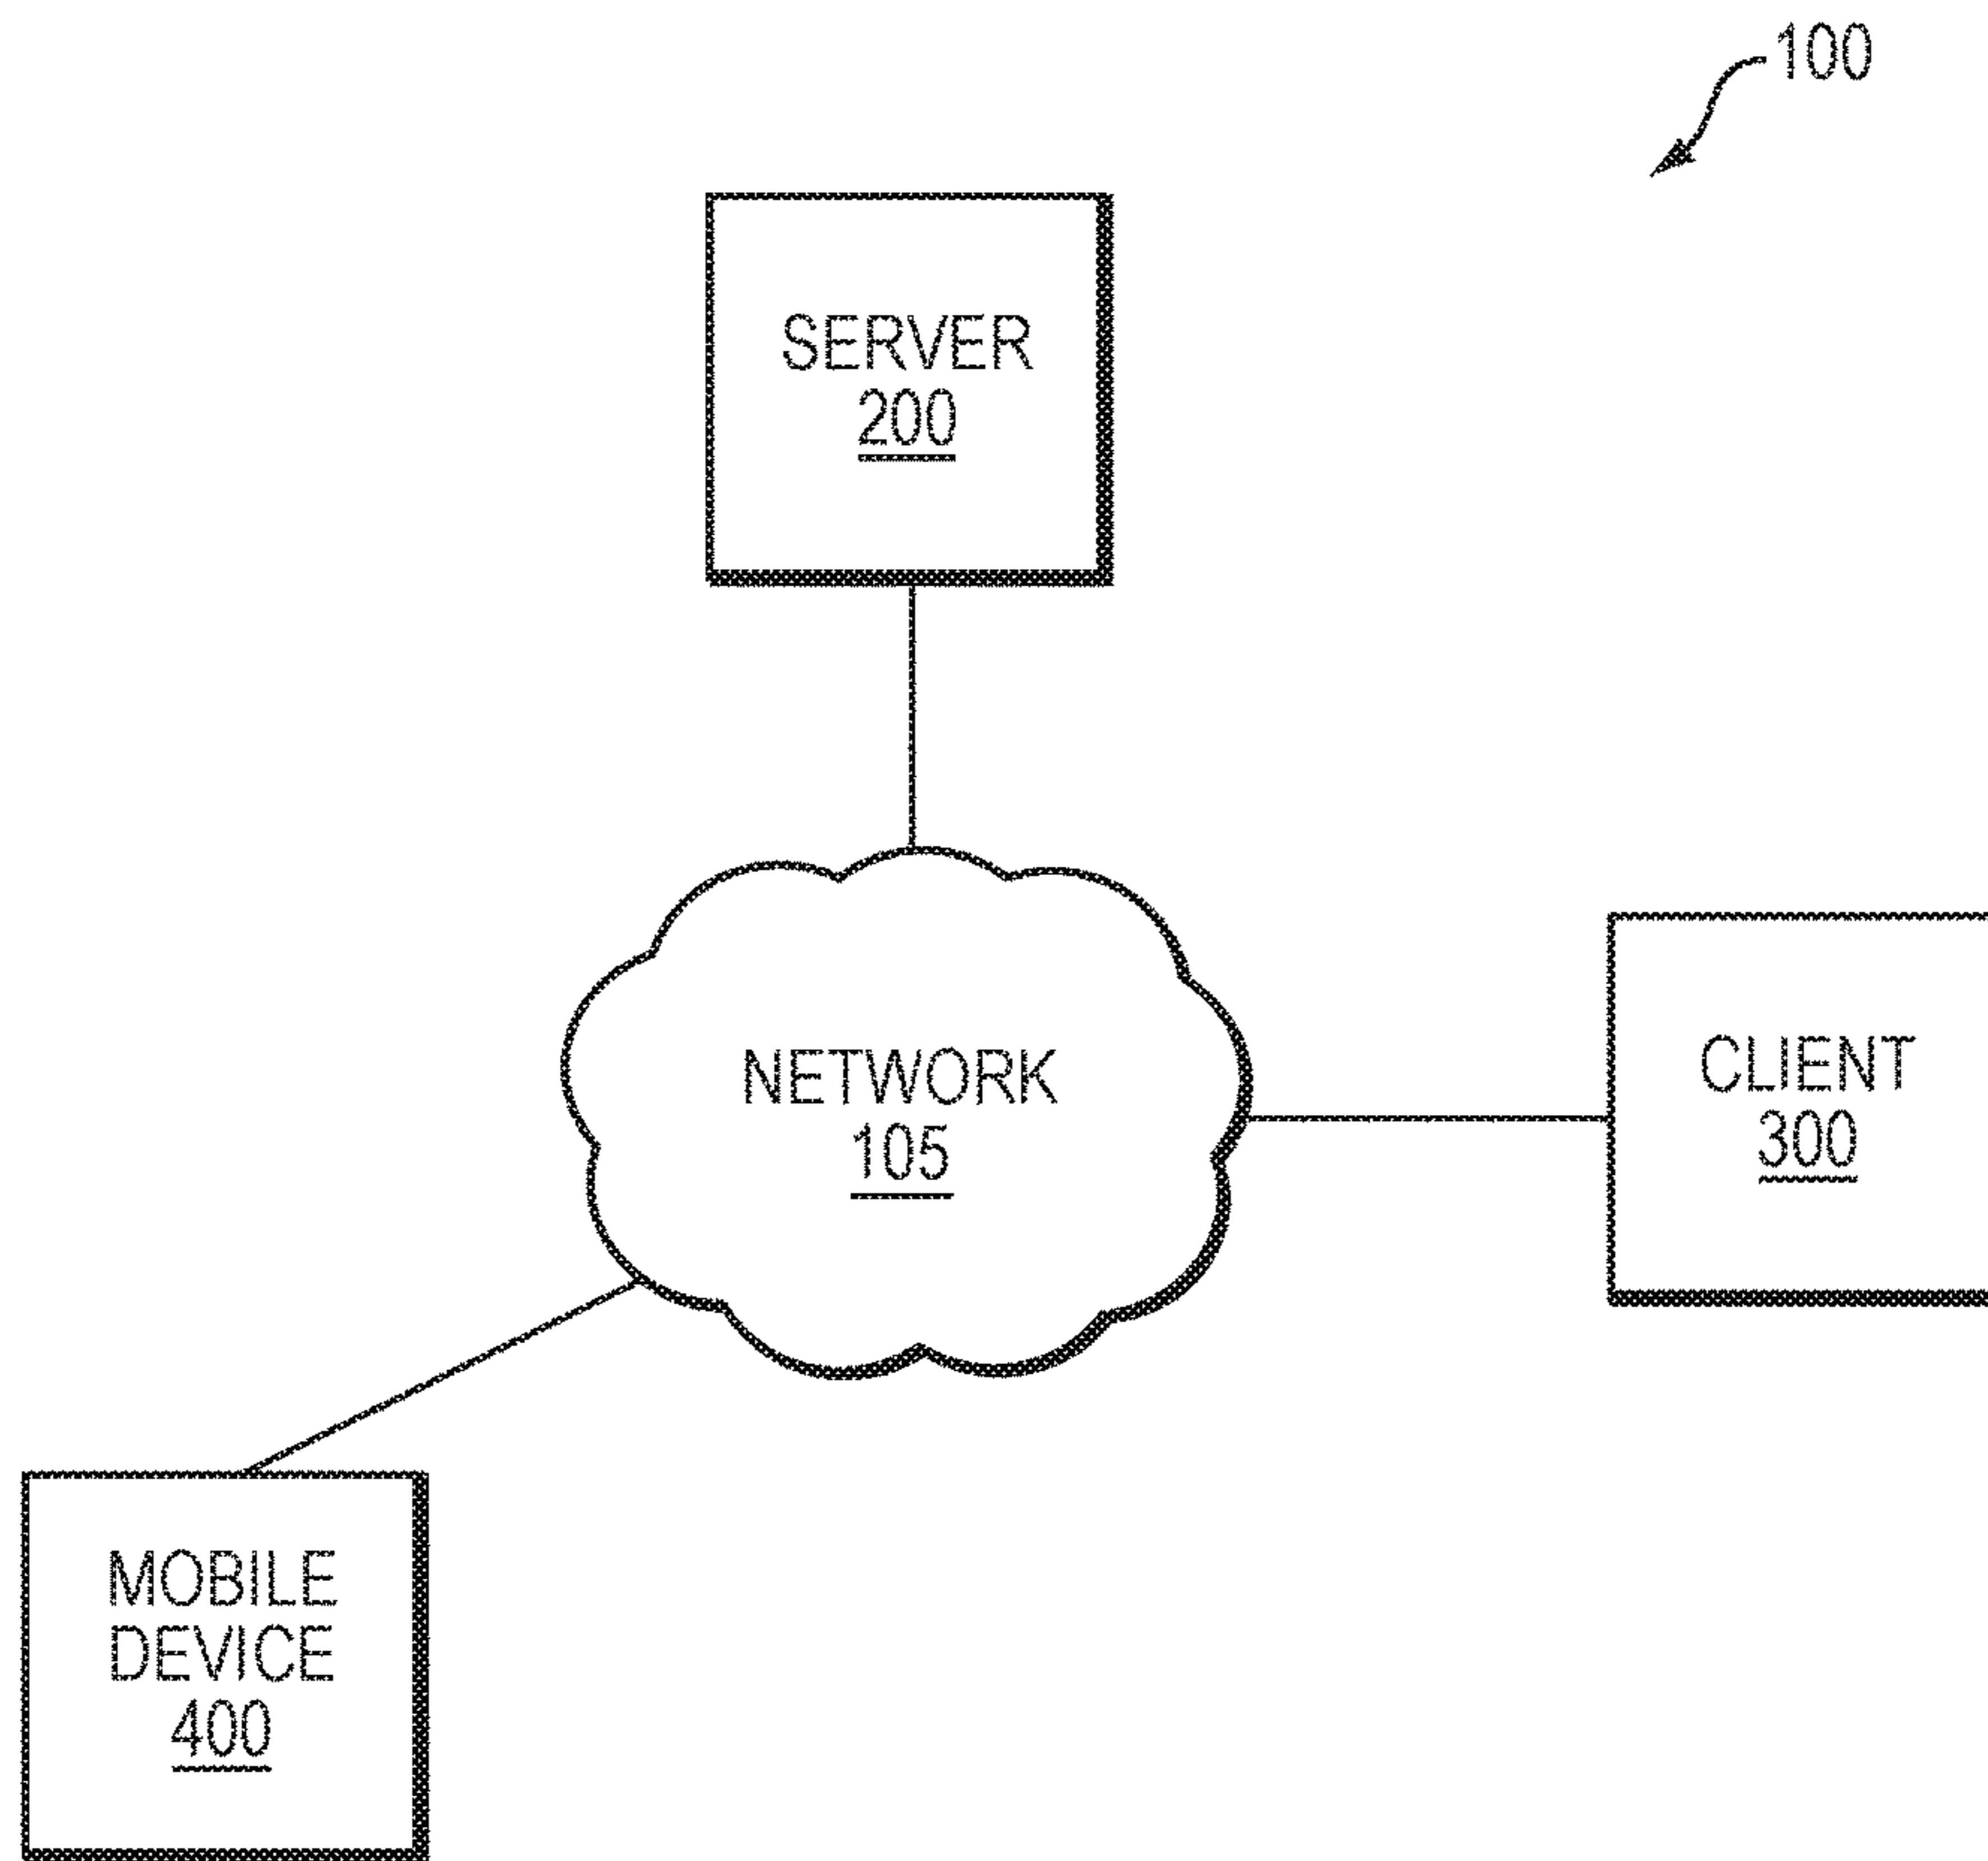 100
SERVER
200
NETWORK
105
CLIENT
300
MOBILE
DEVICE
400